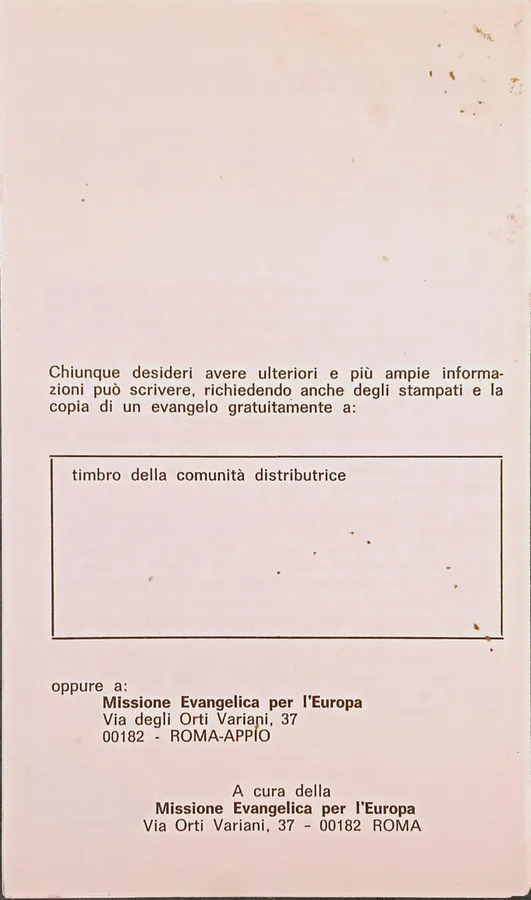 Chiunque desideri avere ulteriori e più ampie informa-
zioni può scrivere, richiedendo anche degli stampati e la
copia di un evangelo gratuitamente a:
timbro della comunità distributrice
oppure a:
Missione Evangelica per l'Europa
Via degli Orti Variani, 37
00182 - ROMA-APPIO
A cura della
Missione Evangelica per l'Europa
Via Orti Variani, 37 - 00182 ROMA